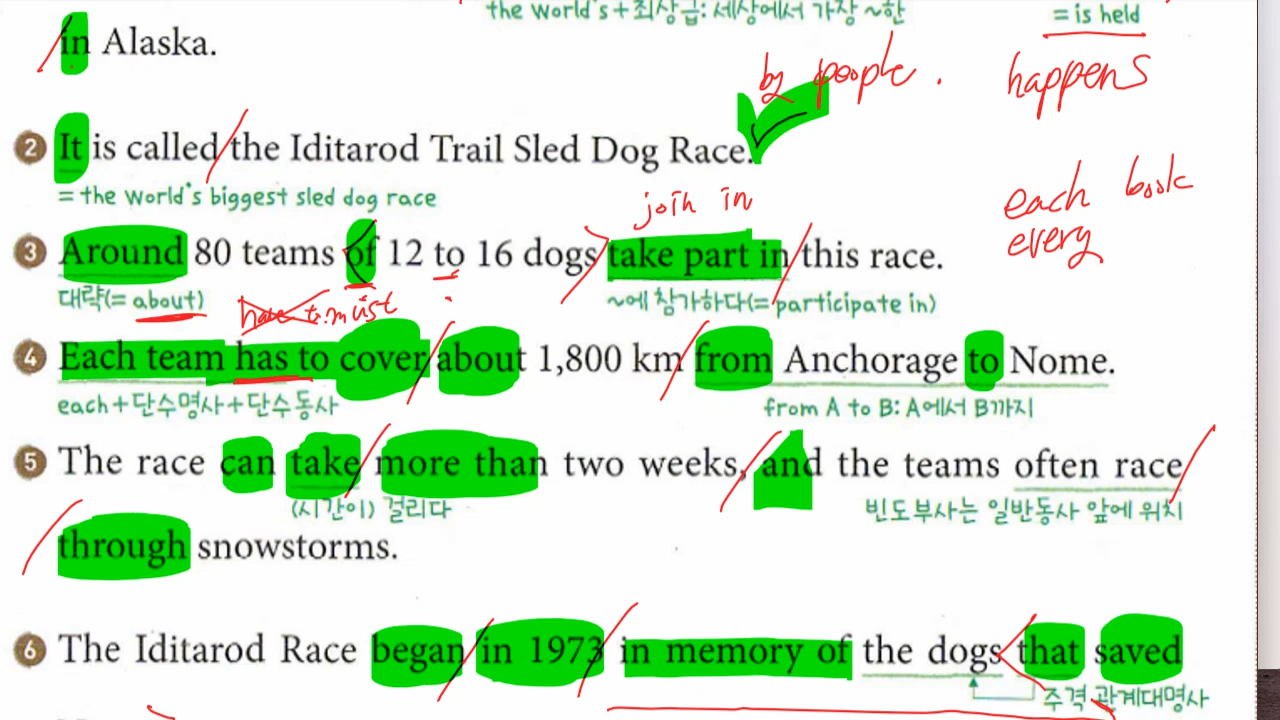 the world's + 최상급: 세상에서 가장 ~한
= is held
in Alaska.
by people.
happens
2 It is called the Iditarod Trail Sled Dog Race.
= the world's biggest sled dog race
join in
each book
every
3 Around 80 teams of 12 to 16 dogs take part in this race.
대략(= about)
~에 참가하다(= participate in)
have to must
4 Each team has to cover about 1,800 km from Anchorage to Nome.
each + 단수명사 + 단수동사
from A to B: A에서 B까지
5 The race can take more than two weeks, and the teams often race
(시간이) 걸리다
빈도부사는 일반동사 앞에 위치
through snowstorms.
6 The Iditarod Race began in 1973 in memory of the dogs that saved
주격 관계대명사